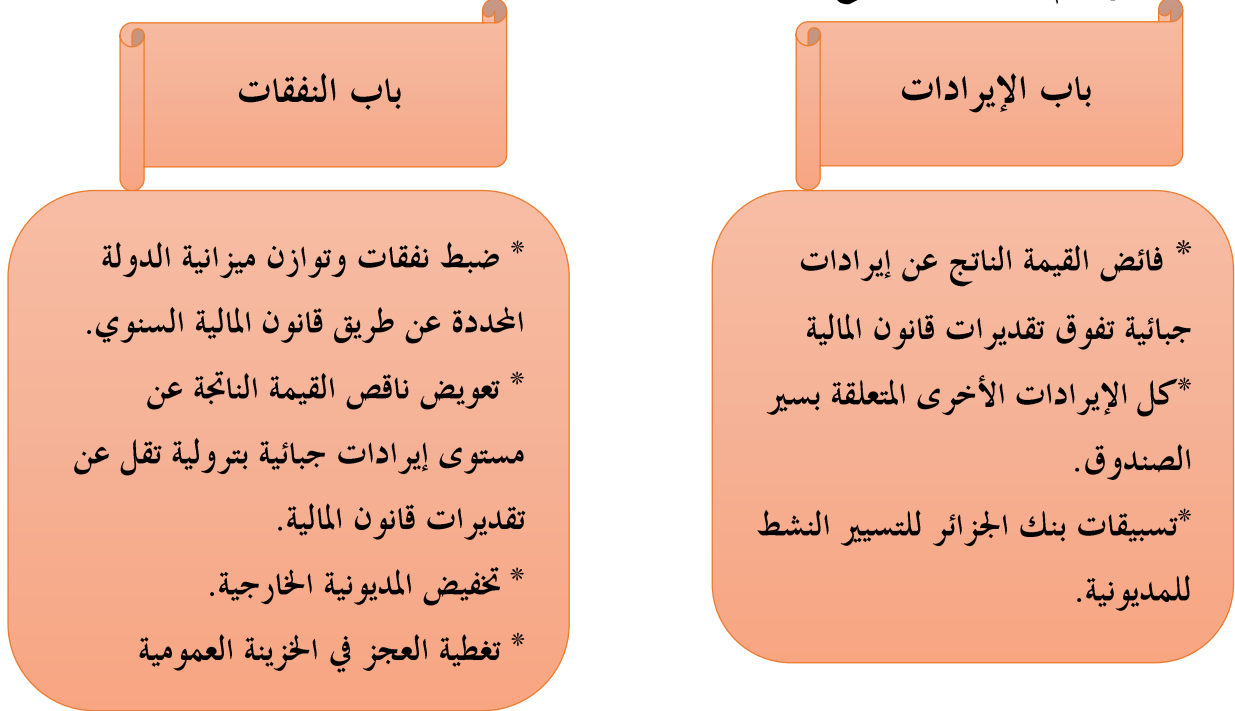 باب الإيرادات
* فائض القيمة الناتج عن إيرادات
جبائية تفوق تقديرات قانون المالية
*كل الإيرادات الأخرى المتعلقة بسير
الصندوق.
*تسبيقات بنك الجزائر للتسيير النشط
للمديونية.
باب النفقات
* ضبط نفقات وتوازن ميزانية الدولة
المحددة عن طريق قانون المالية السنوي.
* تعويض ناقص القيمة الناتجة عن
مستوى إيرادات جبائية بترولية تقل عن
تقديرات قانون المالية.
* تخفيض المديونية الخارجية.
* تغطية العجز في الخزينة العمومية